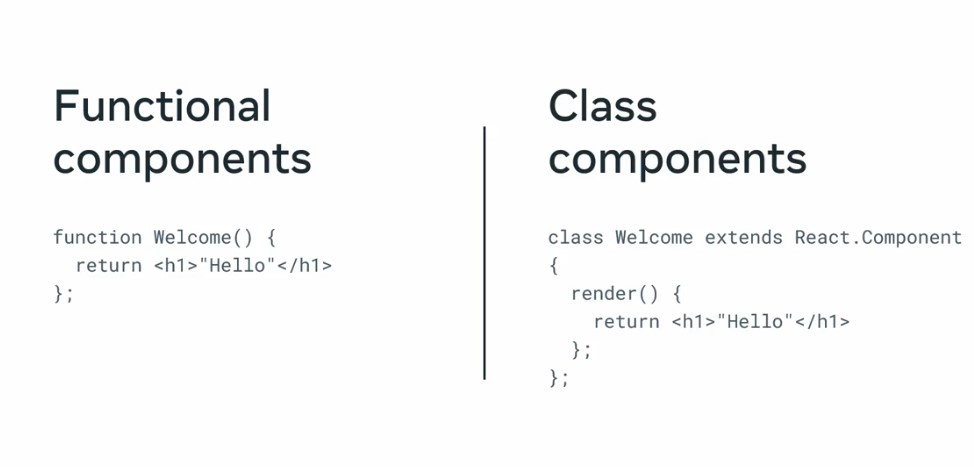 Functional
components
function Welcome() {
  return <h1>"Hello"</h1>
};
Class
components
class Welcome extends React.Component
{
  render() {
    return <h1>"Hello"</h1>
  };
};